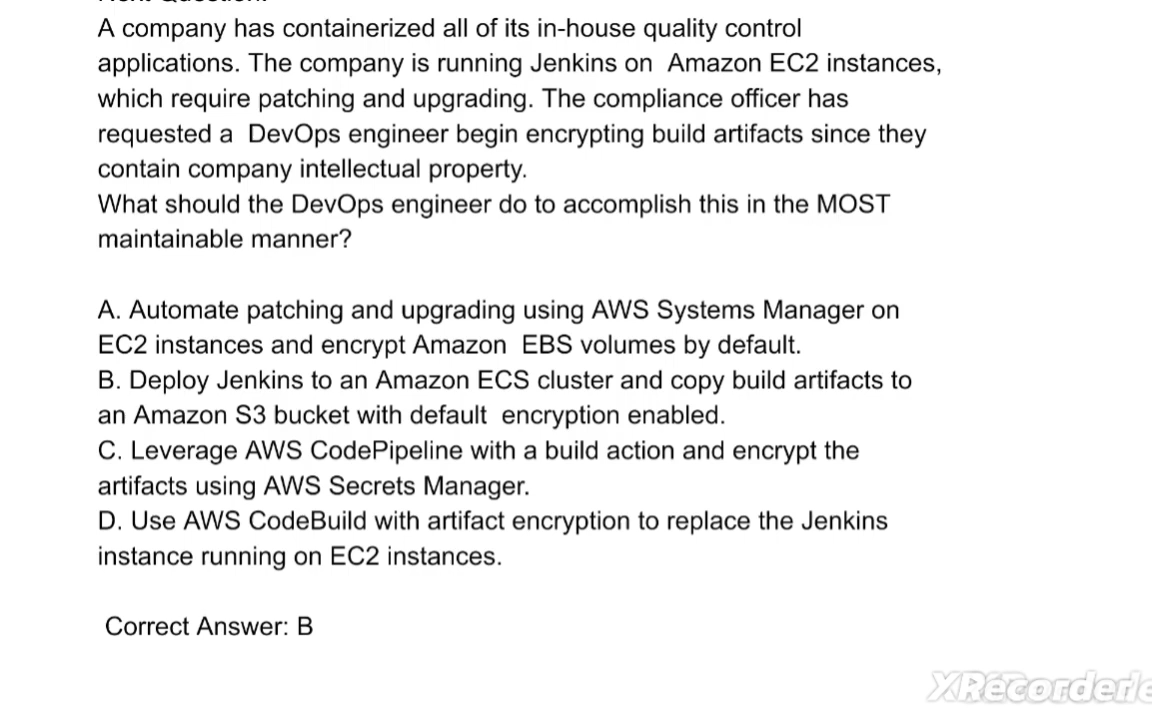 A company has containerized all of its in-house quality control
applications. The company is running Jenkins on  Amazon EC2 instances,
which require patching and upgrading. The compliance officer has
requested a  DevOps engineer begin encrypting build artifacts since they
contain company intellectual property.
What should the DevOps engineer do to accomplish this in the MOST
maintainable manner?
A. Automate patching and upgrading using AWS Systems Manager on
EC2 instances and encrypt Amazon  EBS volumes by default.
B. Deploy Jenkins to an Amazon ECS cluster and copy build artifacts to
an Amazon S3 bucket with default  encryption enabled.
C. Leverage AWS CodePipeline with a build action and encrypt the
artifacts using AWS Secrets Manager.
D. Use AWS CodeBuild with artifact encryption to replace the Jenkins
instance running on EC2 instances.
Correct Answer: B